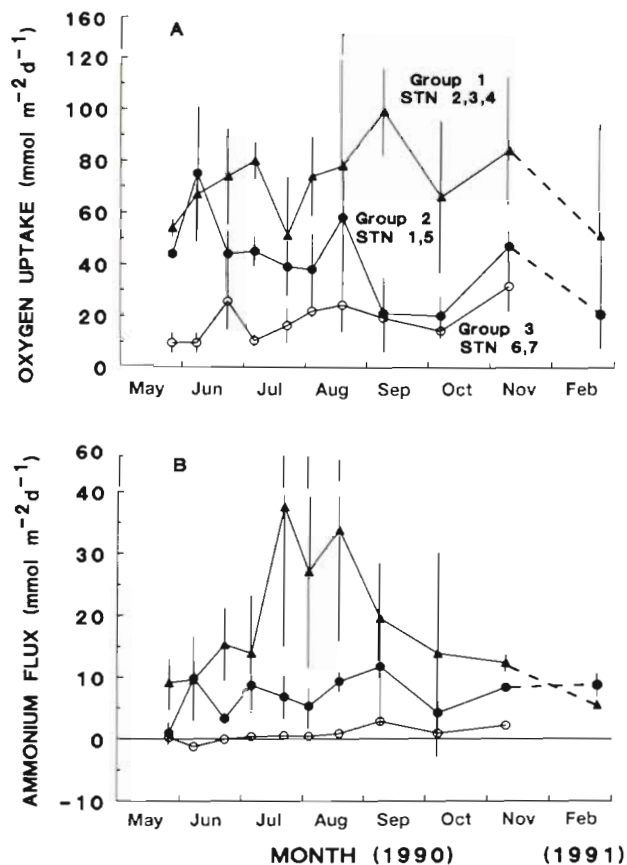 A
OXYGEN UPTAKE (mmol m⁻²d⁻¹)
160
120
100
80
60
40
20
0
Group 1
STN 2,3,4
Group 2
STN 1,5
Group 3
STN 6,7
May Jun Jul Aug Sep Oct Nov Feb
B
AMMONIUM FLUX (mmol m⁻²d⁻¹)
60
40
30
20
10
0
-10
May Jun Jul Aug Sep Oct Nov Feb
MONTH (1990) (1991)